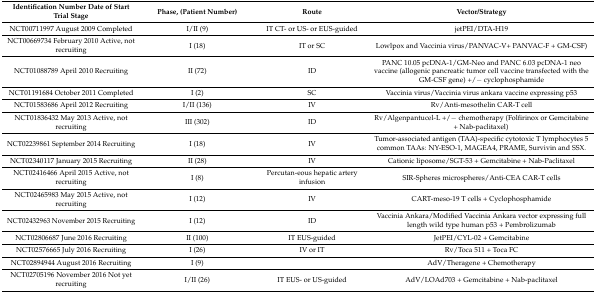 Identification Number Date of Start Phase, (Patient Number) Route Vector/Strategy
Trial Stage
NCT00711997 August 2009 Completed I/II (9) IT CT- or US- or EUS-guided jetPEI/DTA-H19
NCT00669734 February 2010 Active, not recruiting I (18) IT or SC Lowlpox and Vaccinia virus/PANVAC-V+ PANVAC-F + GM-CSF)
NCT01088789 April 2010 Recruiting II (72) ID PANC 10.05 pcDNA-1/GM-Neo and PANC 6.03 pcDNA-1 neo
vaccine (allogenic pancreatic tumor cell vaccine transfected with the
GM-CSF gene) +/− cyclophosphamide
NCT01191684 October 2011 Completed I (2) SC Vaccinia virus/Vaccinia virus ankara vaccine expressing p53
NCT01583686 April 2012 Recruiting I/II (136) IV Rv/Anti-mesothelin CAR-T cell
NCT01836432 May 2013 Active, not recruiting III (302) ID Rv/Algenpantucel-L +/− chemotherapy (Folfirinox or Gemcitabine
+ Nab-paclitaxel)
NCT02239861 September 2014 Recruiting I (18) IV Tumor-associated antigen (TAA)-specific cytotoxic T lymphocytes 5
common TAAs: NY-ESO-1, MAGEA4, PRAME, Survivin and SSX.
NCT02340117 January 2015 Recruiting II (28) IV Cationic liposome/SGT-53 + Gemcitabine + Nab-Paclitaxel
NCT02416466 April 2015 Active, not recruiting I (8) Percutan-eous hepatic artery infusion SIR-Spheres microspheres/Anti-CEA CAR-T cells
NCT02465983 May 2015 Active, not recruiting I (12) IV CART-meso-19 T cells + Cyclophosphamide
NCT02432963 November 2015 Recruiting I (12) ID Vaccinia Ankara/Modified Vaccinia Ankara vector expressing full
length wild type human p53 + Pembrolizumab
NCT02806687 June 2016 Recruiting II (100) IT EUS-guided JetPEI/CYL-02 + Gemcitabine
NCT02576665 July 2016 Recruiting I (26) IV or IT Rv/Toca 511 + Toca FC
NCT02894944 August 2016 Recruiting I (9) AdV/Theragene + Chemotherapy
NCT02705196 November 2016 Not yet recruiting I/II (26) IT EUS- or US-guided AdV/LOAd703 + Gemcitabine + Nab-paclitaxel